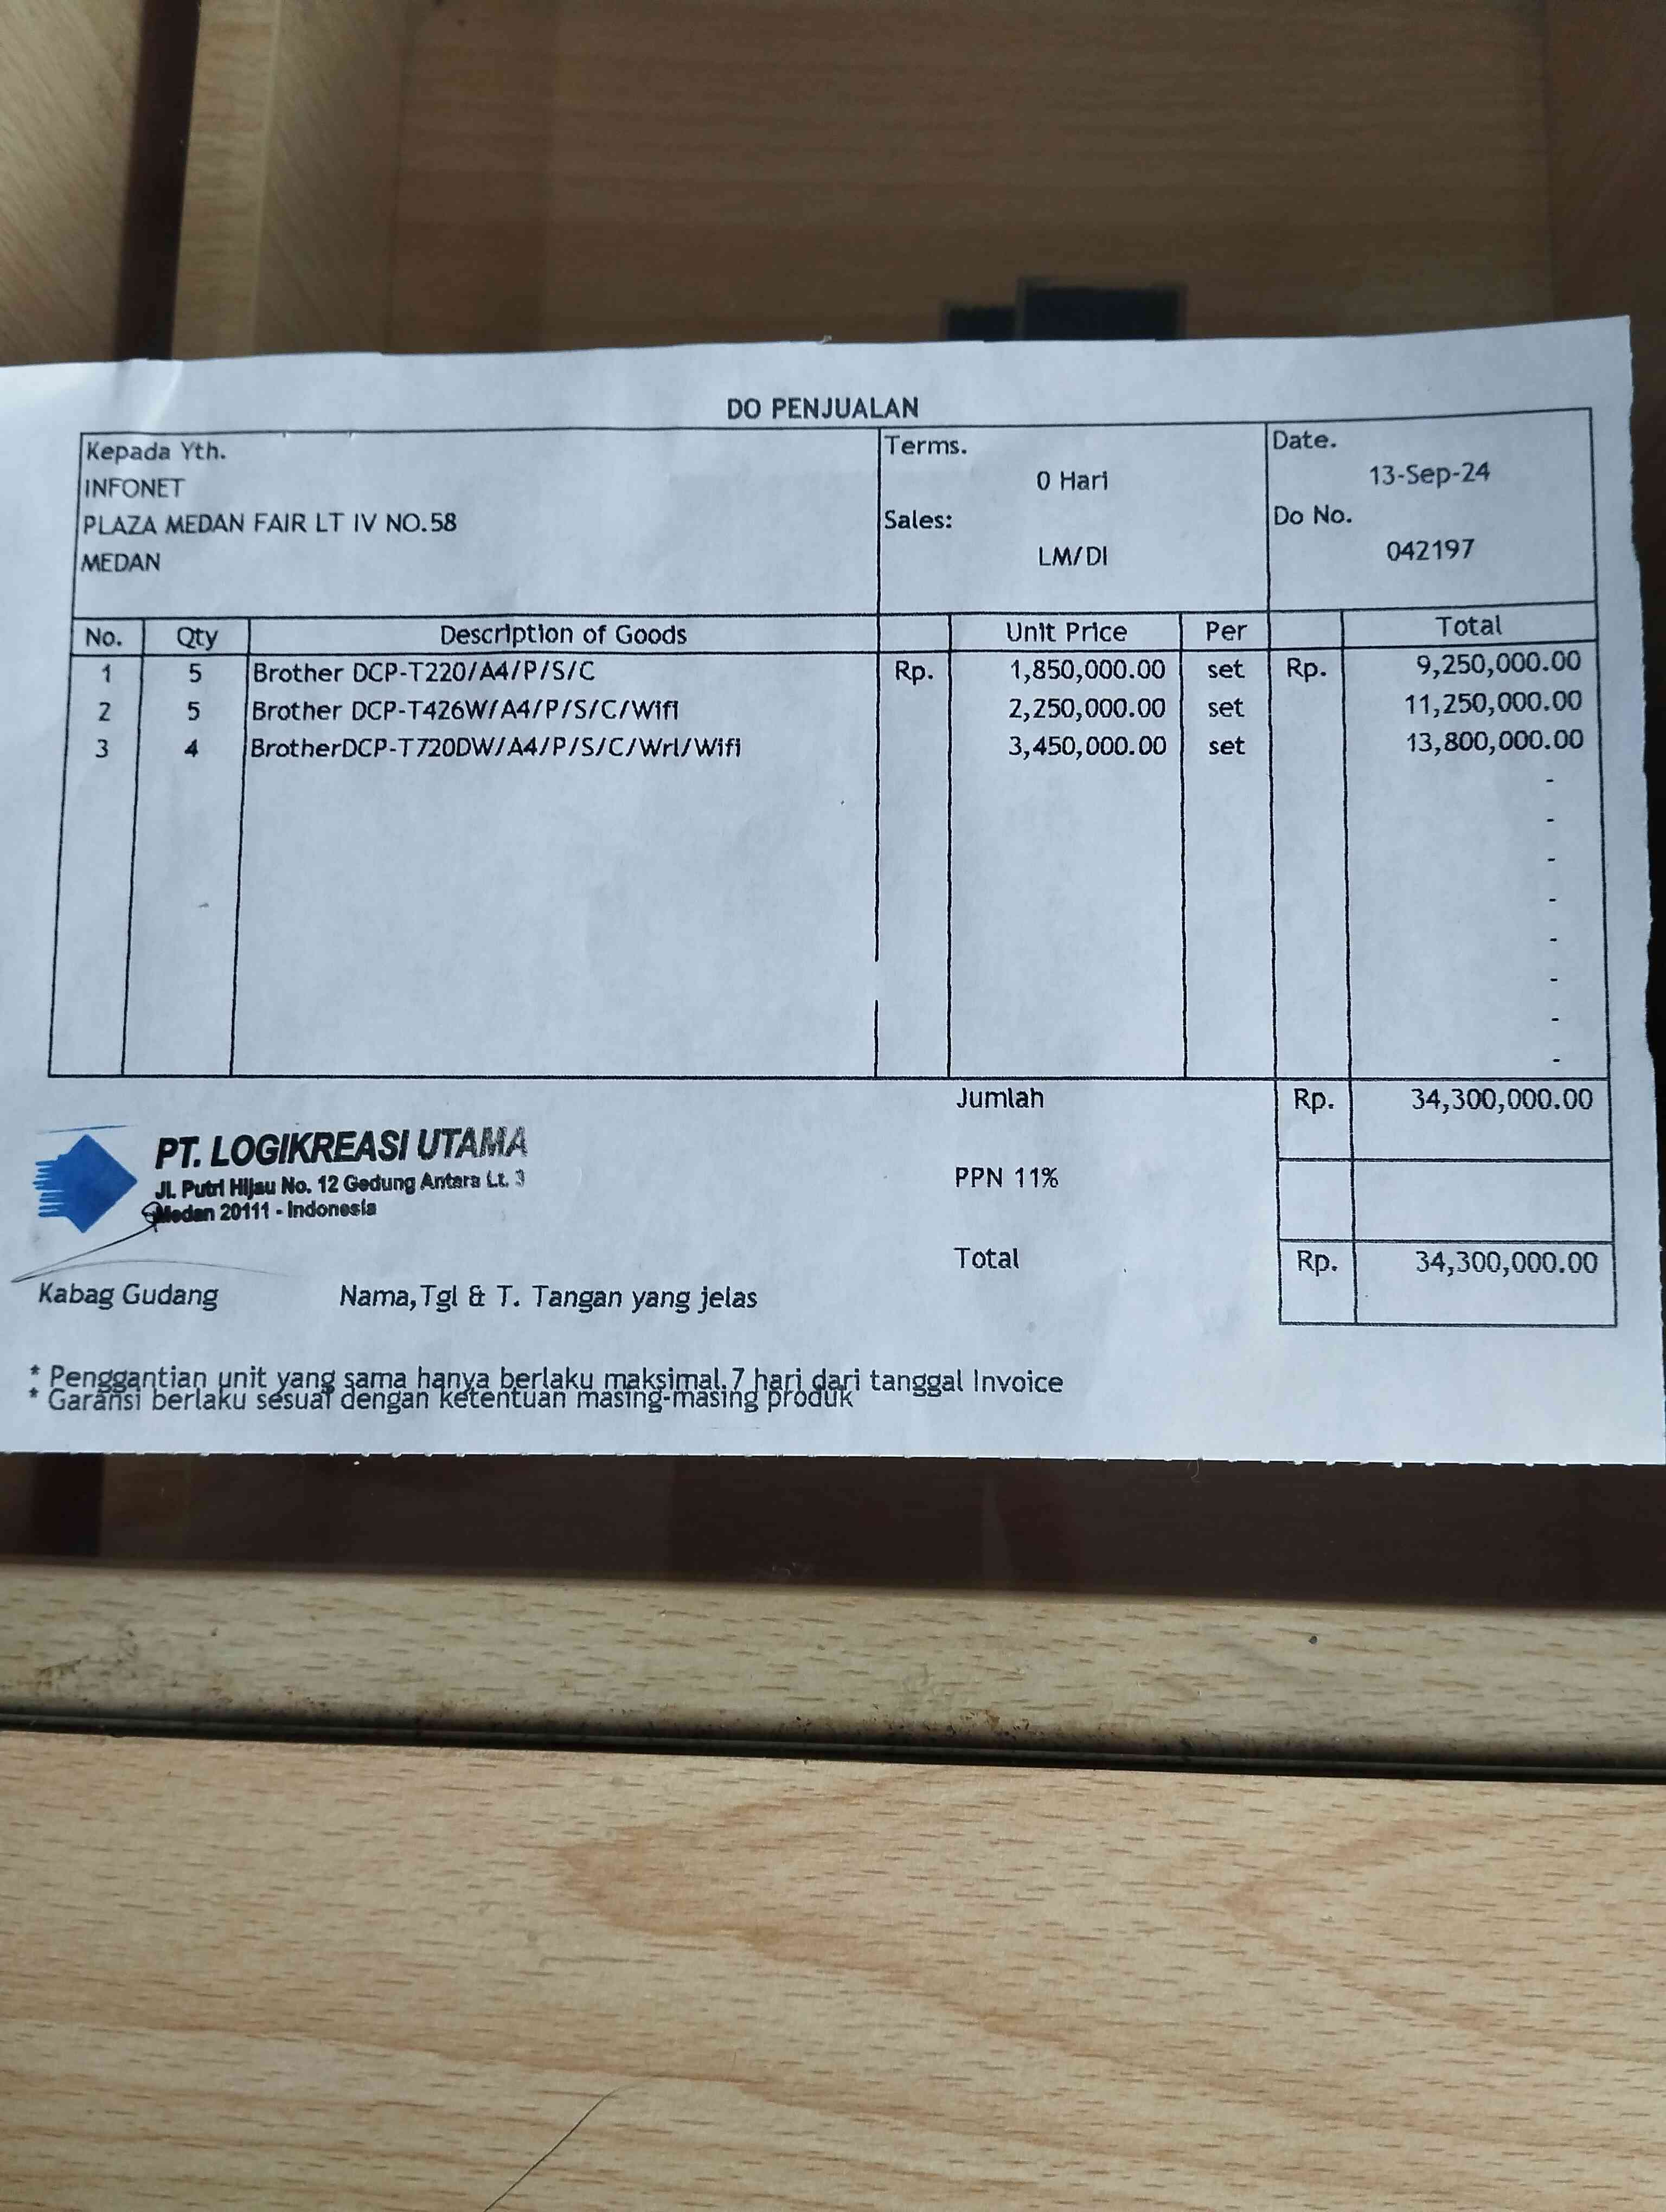 DO PENJUALAN
Kepada Yth.
INFONET
PLAZA MEDAN FAIR LT IV NO.58
MEDAN
Terms.
0 Hari
Sales:
LM/DI
Date.
13-Sep-24
Do No.
042197
No. Qty Description of Goods Unit Price Per Total
1 5 Brother DCP-T220/A4/P/S/C Rp. 1,850,000.00 set Rp. 9,250,000.00
2 5 Brother DCP-T426W/A4/P/S/C/Wifi 2,250,000.00 set 11,250,000.00
3 4 BrotherDCP-T720DW/A4/P/S/C/Wrl/Wifi 3,450,000.00 set 13,800,000.00
-
-
-
-
-
-
-
-
Jumlah Rp. 34,300,000.00
PPN 11%
Total Rp. 34,300,000.00
PT. LOGIKREASI UTAMA
Jl. Putri Hijau No. 12 Gedung Antara Lt. 3
Medan 20111 - Indonesia
Kabag Gudang Nama,Tgl & T. Tangan yang jelas
* Penggantian unit yang sama hanya berlaku maksimal 7 hari dari tanggal Invoice
* Garansi berlaku sesuai dengan ketentuan masing-masing produk